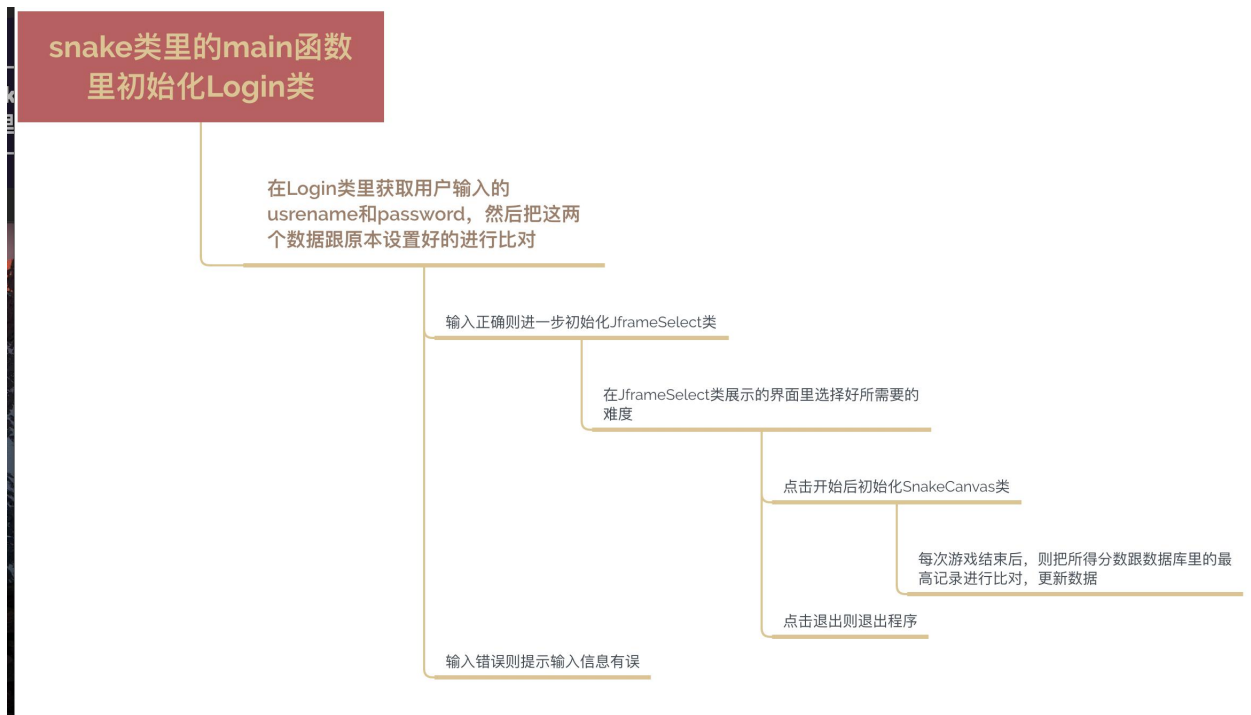 snake类里的main函数
里初始化Login类
在Login类里获取用户输入的
usrename和password，然后把这两
个数据跟原本设置好的进行比对
输入正确则进一步初始化JframeSelect类
在JframeSelect类展示的界面里选择好所需要的
难度
点击开始后初始化SnakeCanvas类
每次游戏结束后，则把所得分数跟数据库里的最
高记录进行比对，更新数据
点击退出则退出程序
输入错误则提示输入信息有误